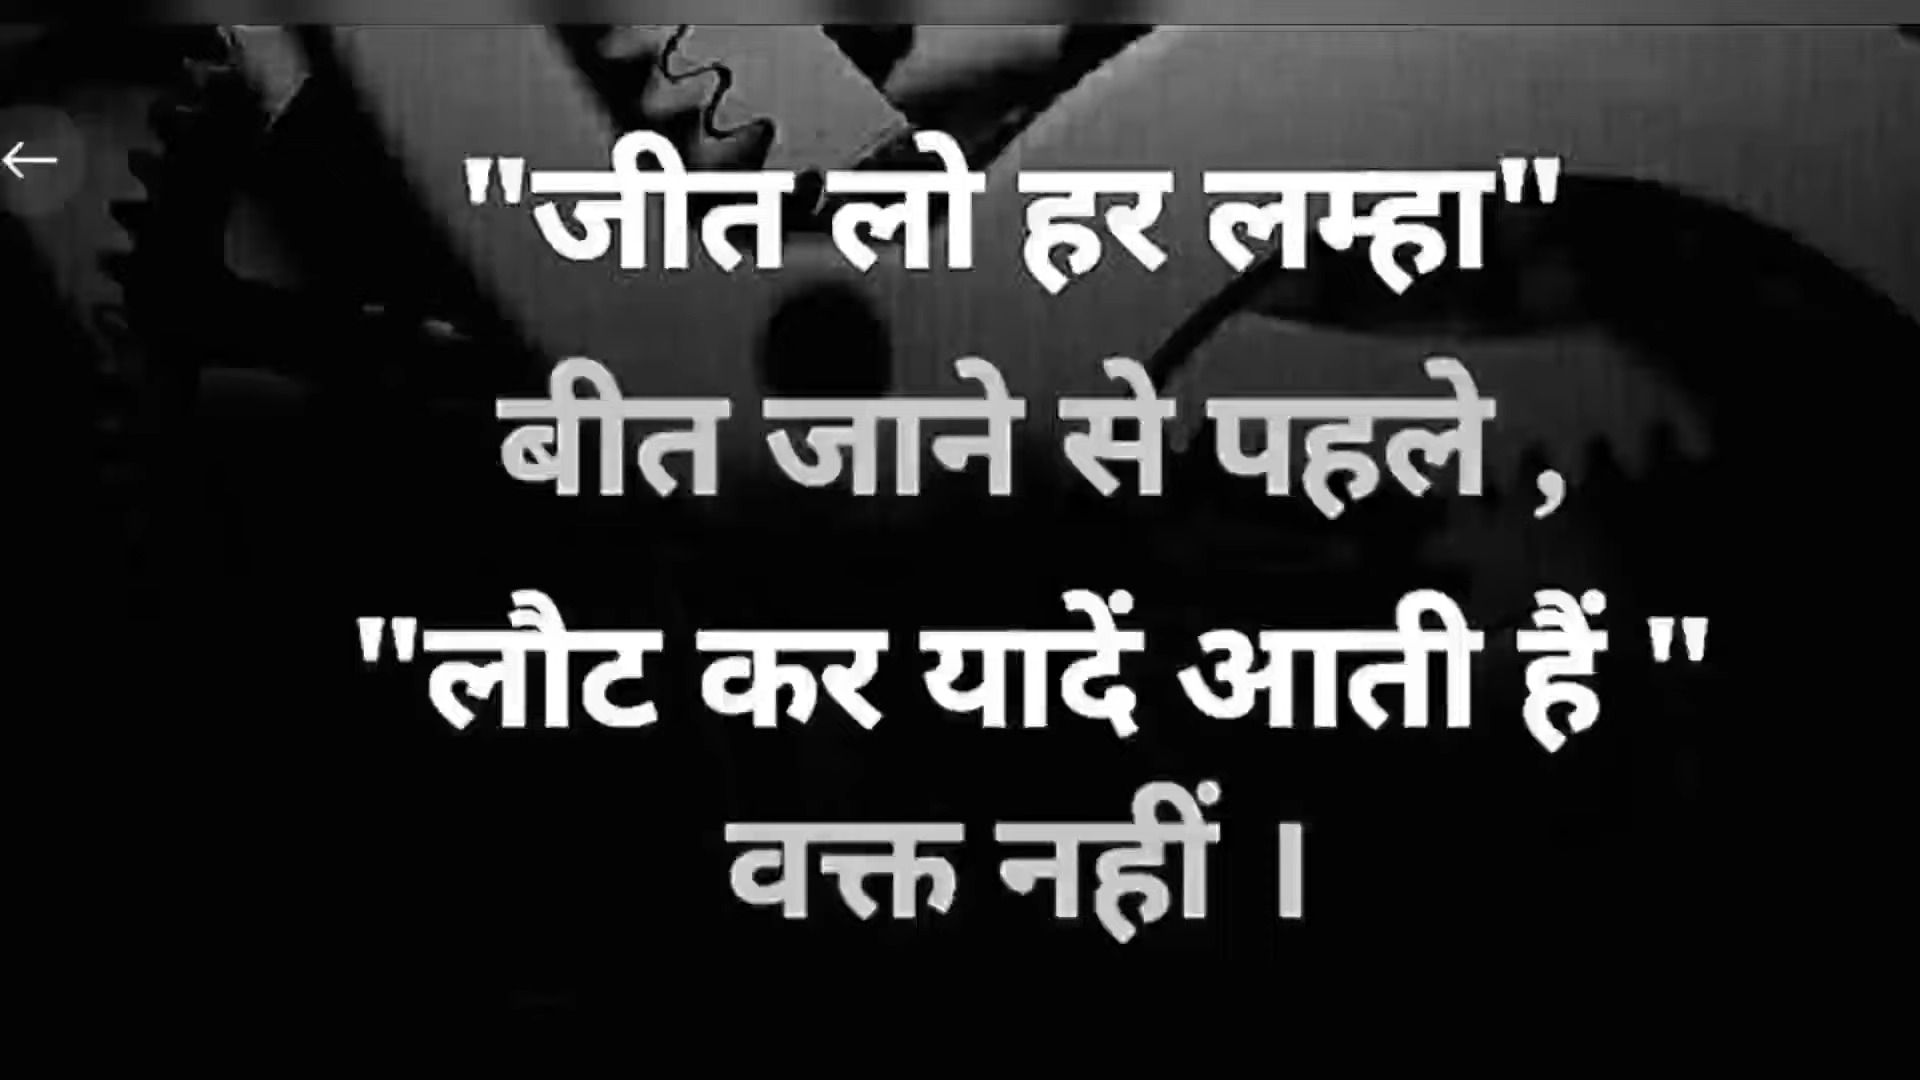 "जीत लो हर लम्हा"
बीत जाने से पहले ,
"लौट कर यादें आती हैं "
वक्त नहीं ।